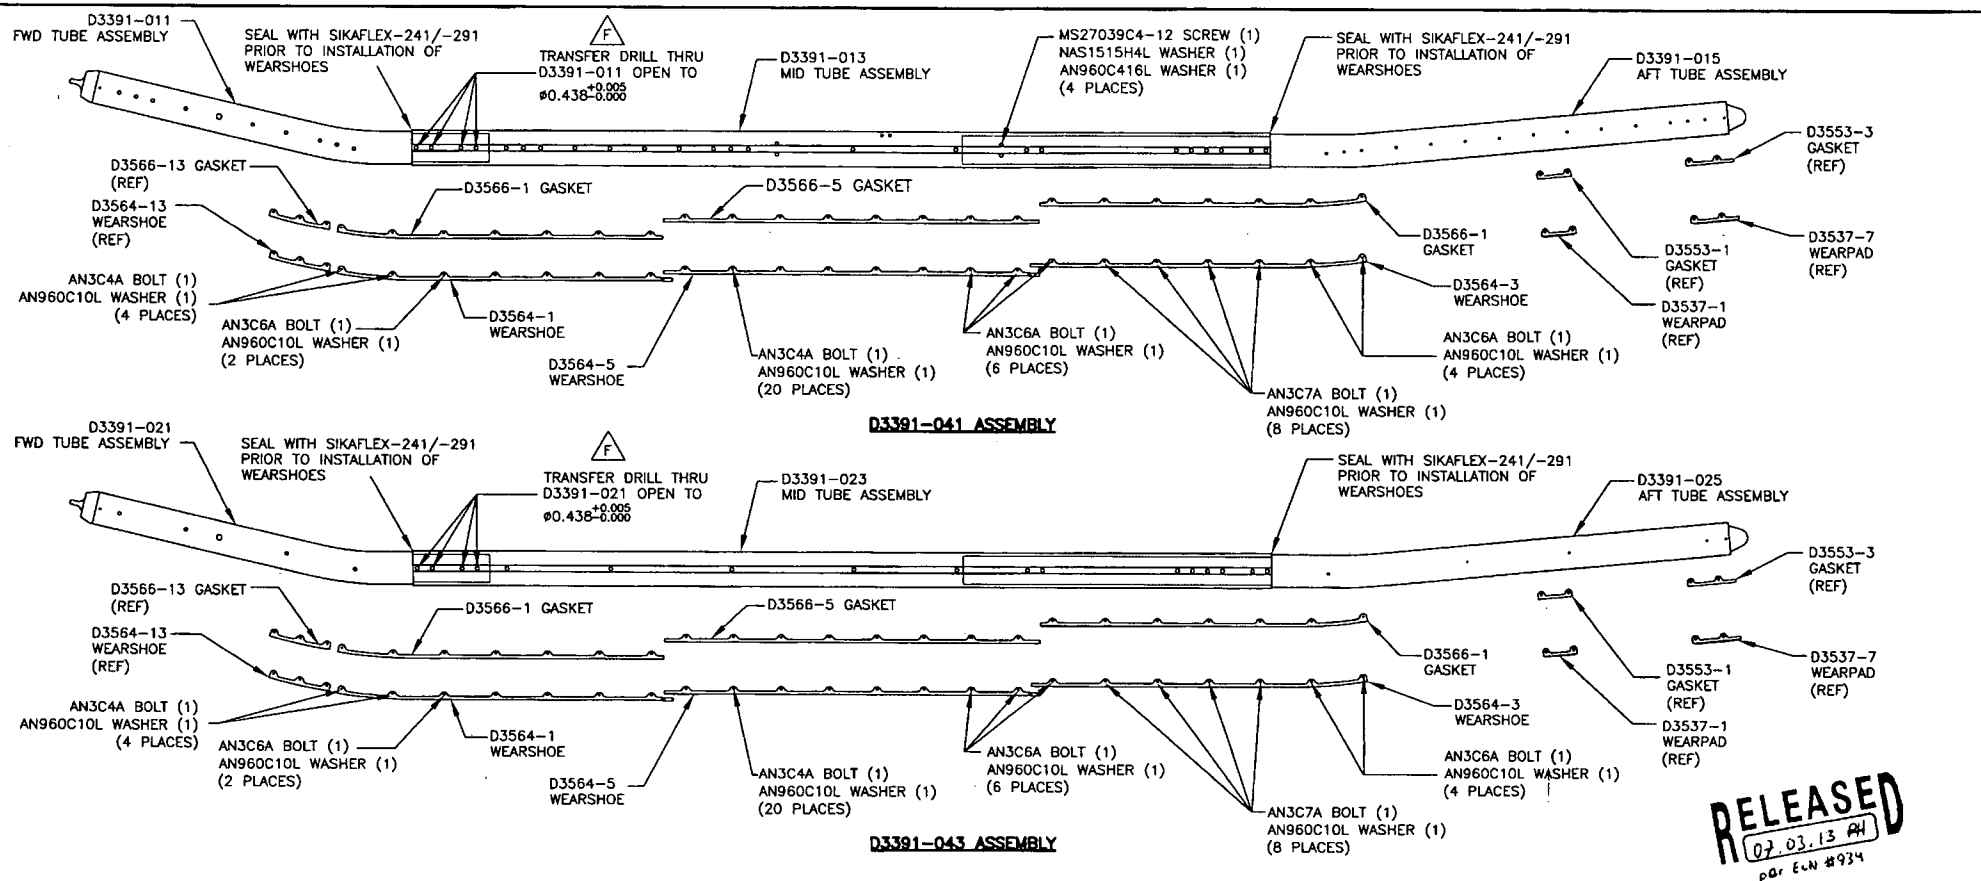 D3391-011
FWD TUBE ASSEMBLY
SEAL WITH SIKAFLEX-241/-291
PRIOR TO INSTALLATION OF
WEARSHOES
F
TRANSFER DRILL THRU
D3391-011 OPEN TO
ø0.438+0.005
-0.000
D3391-013
MID TUBE ASSEMBLY
MS27039C4-12 SCREW (1)
NAS1515H4L WASHER (1)
AN960C416L WASHER (1)
(4 PLACES)
SEAL WITH SIKAFLEX-241/-291
PRIOR TO INSTALLATION OF
WEARSHOES
D3391-015
AFT TUBE ASSEMBLY
D3553-3
GASKET
(REF)
D3566-13 GASKET
(REF)
D3566-1 GASKET
D3566-5 GASKET
D3564-13
WEARSHOE
(REF)
D3566-1
GASKET
D3553-1
GASKET
(REF)
D3537-7
WEARPAD
(REF)
AN3C4A BOLT (1)
AN960C10L WASHER (1)
(4 PLACES)
AN3C6A BOLT (1)
AN960C10L WASHER (1)
(2 PLACES)
D3564-1
WEARSHOE
D3564-5
WEARSHOE
AN3C4A BOLT (1)
AN960C10L WASHER (1)
(20 PLACES)
AN3C6A BOLT (1)
AN960C10L WASHER (1)
(6 PLACES)
D3564-3
WEARSHOE
D3537-1
WEARPAD
(REF)
AN3C6A BOLT (1)
AN960C10L WASHER (1)
(4 PLACES)
AN3C7A BOLT (1)
AN960C10L WASHER (1)
(8 PLACES)
D3391-041 ASSEMBLY
D3391-021
FWD TUBE ASSEMBLY
SEAL WITH SIKAFLEX-241/-291
PRIOR TO INSTALLATION OF
WEARSHOES
F
TRANSFER DRILL THRU
D3391-021 OPEN TO
ø0.438+0.005
-0.000
D3391-023
MID TUBE ASSEMBLY
SEAL WITH SIKAFLEX-241/-291
PRIOR TO INSTALLATION OF
WEARSHOES
D3391-025
AFT TUBE ASSEMBLY
D3553-3
GASKET
(REF)
D3566-13 GASKET
(REF)
D3566-1 GASKET
D3566-5 GASKET
D3564-13
WEARSHOE
(REF)
D3566-1
GASKET
D3553-1
GASKET
(REF)
D3537-7
WEARPAD
(REF)
AN3C4A BOLT (1)
AN960C10L WASHER (1)
(4 PLACES)
AN3C6A BOLT (1)
AN960C10L WASHER (1)
(2 PLACES)
D3564-1
WEARSHOE
D3564-5
WEARSHOE
AN3C4A BOLT (1)
AN960C10L WASHER (1)
(20 PLACES)
AN3C6A BOLT (1)
AN960C10L WASHER (1)
(6 PLACES)
D3564-3
WEARSHOE
D3537-1
WEARPAD
(REF)
AN3C6A BOLT (1)
AN960C10L WASHER (1)
(4 PLACES)
AN3C7A BOLT (1)
AN960C10L WASHER (1)
(8 PLACES)
D3391-043 ASSEMBLY
RELEASED
07.03.13 PH
per ECN #934